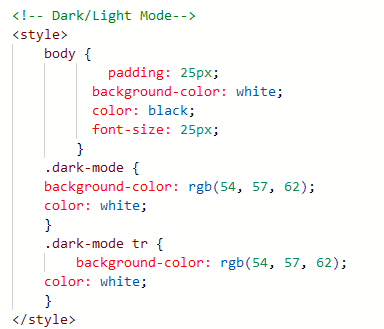 <!-- Dark/Light Mode-->
<style>
body {
padding: 25px;
background-color: white;
color: black;
font-size: 25px;
}
.dark-mode {
background-color: rgb(54, 57, 62);
color: white;
}
.dark-mode tr {
background-color: rgb(54, 57, 62);
color: white;
}
</style>